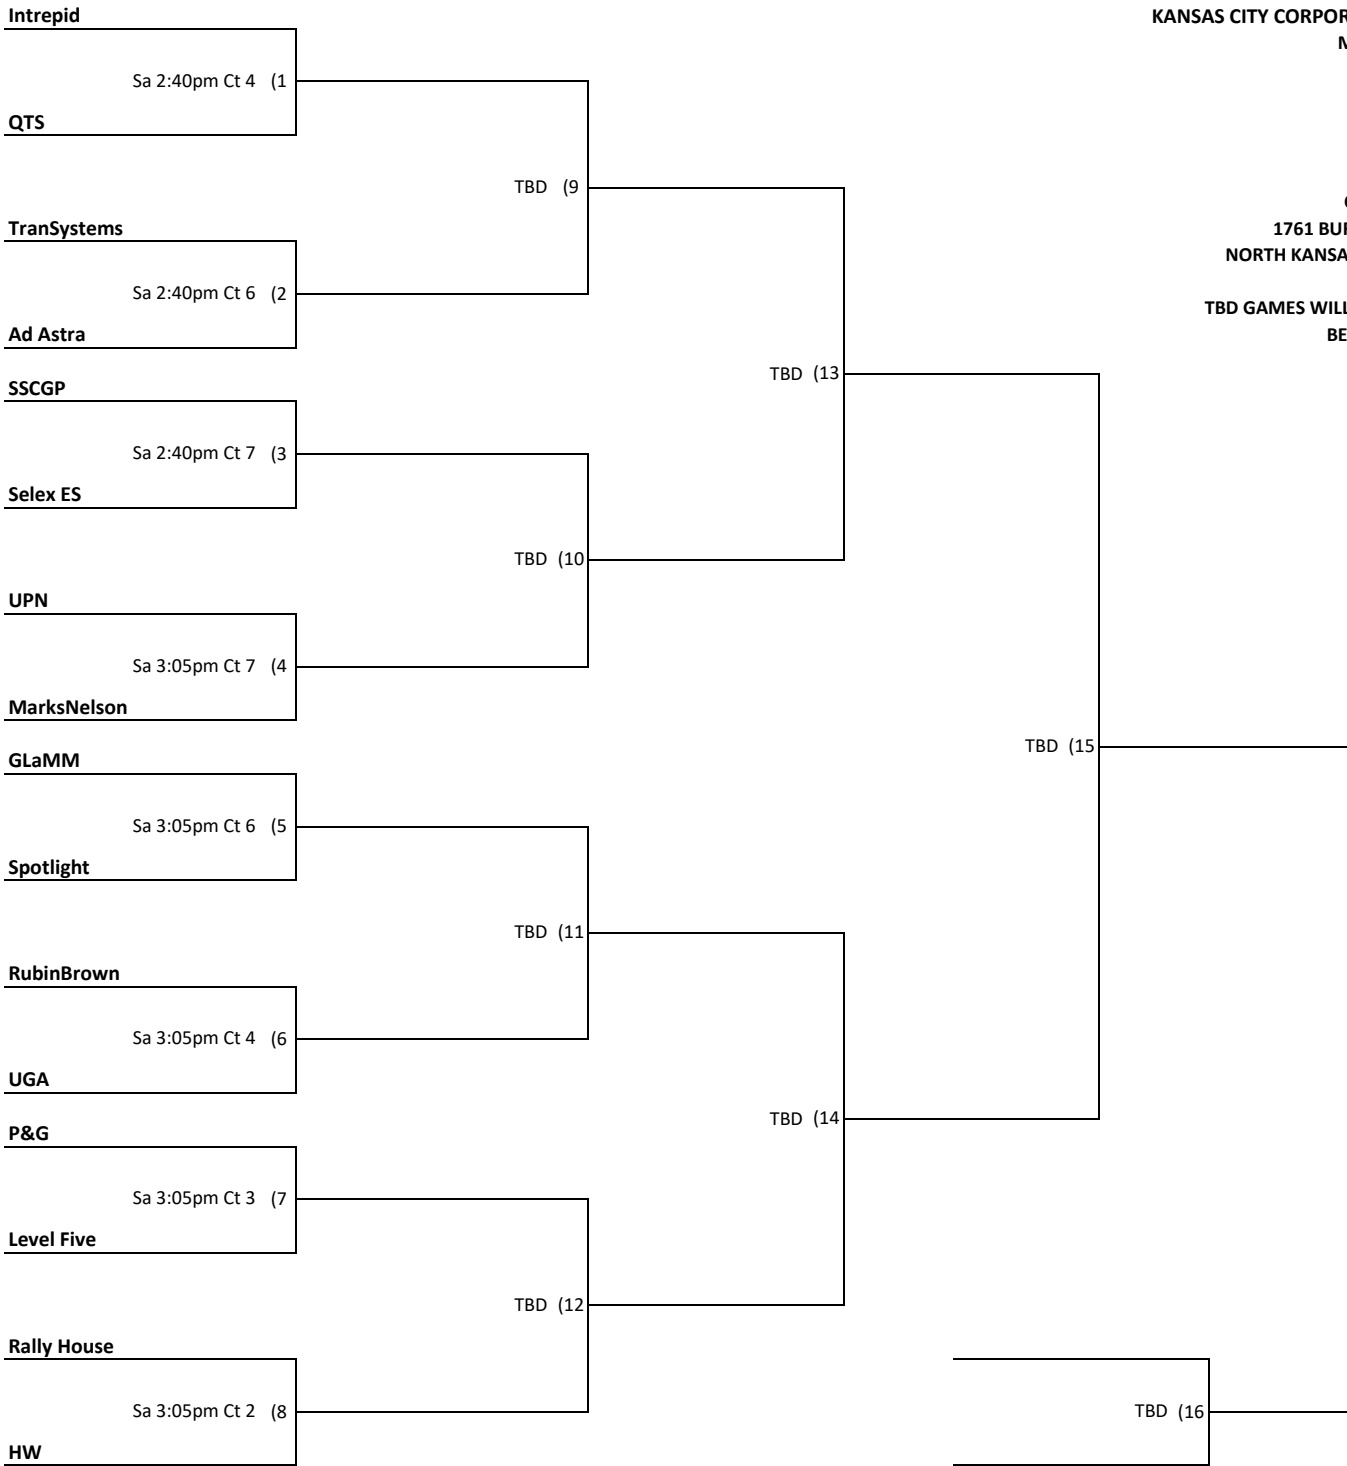 Intrepid
KANSAS CITY CORPOR
M
Sa 2:40pm Ct 4 (1
QTS
TBD (9
1761 BUR
TranSystems
NORTH KANSA
Sa 2:40pm Ct 6 (2
TBD GAMES WILL
Ad Astra
BE
TBD (13
SSCGP
Sa 2:40pm Ct 7 (3
Selex ES
TBD (10
UPN
Sa 3:05pm Ct 7 (4
MarksNelson
TBD (15
GLaMM
Sa 3:05pm Ct 6 (5
Spotlight
TBD (11
RubinBrown
Sa 3:05pm Ct 4 (6
UGA
TBD (14
P&G
Sa 3:05pm Ct 3 (7
Level Five
TBD (12
Rally House
Sa 3:05pm Ct 2 (8
TBD (16
HW